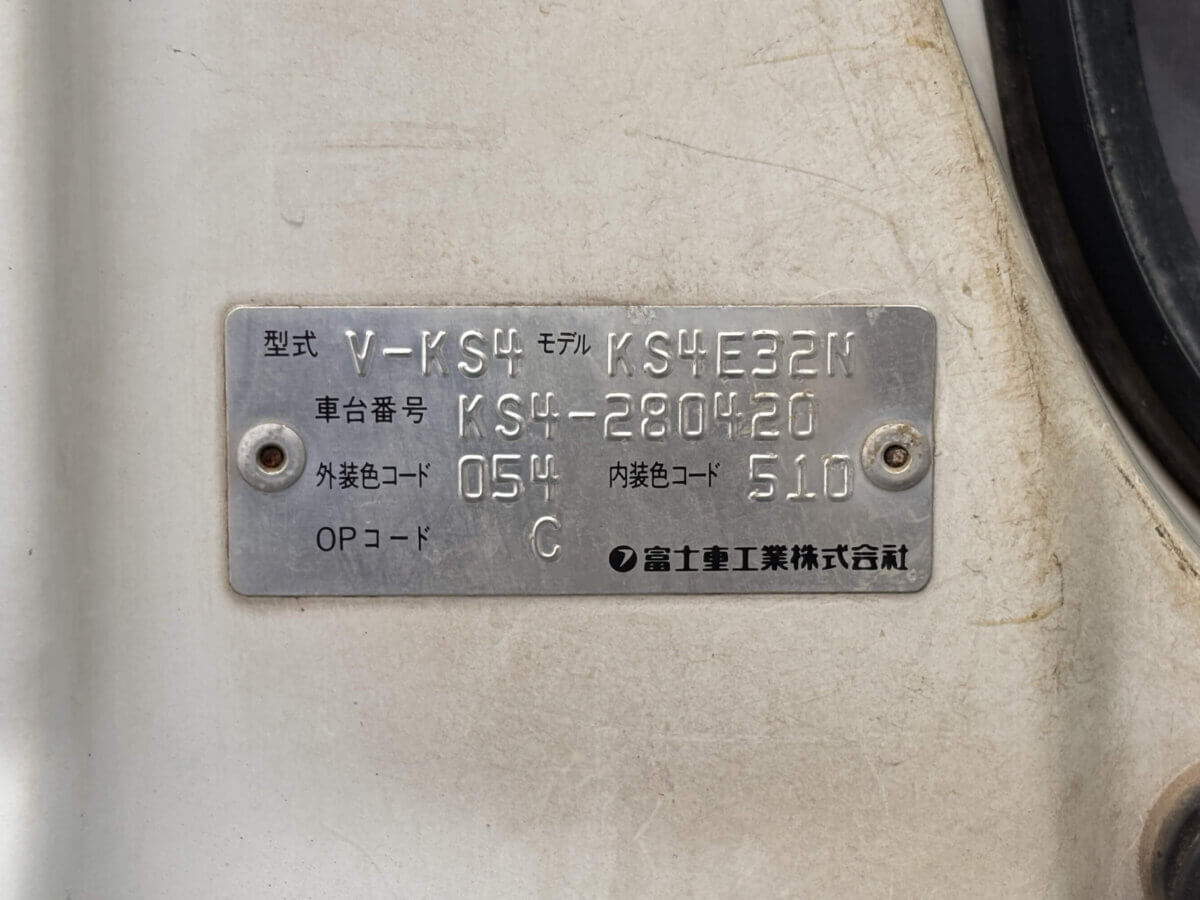 型式 V-KS4 モデル KS4E32N
車台番号 KS4-280420
外装色コード 054 内装色コード 510
OPコード C
富士重工業株式会社